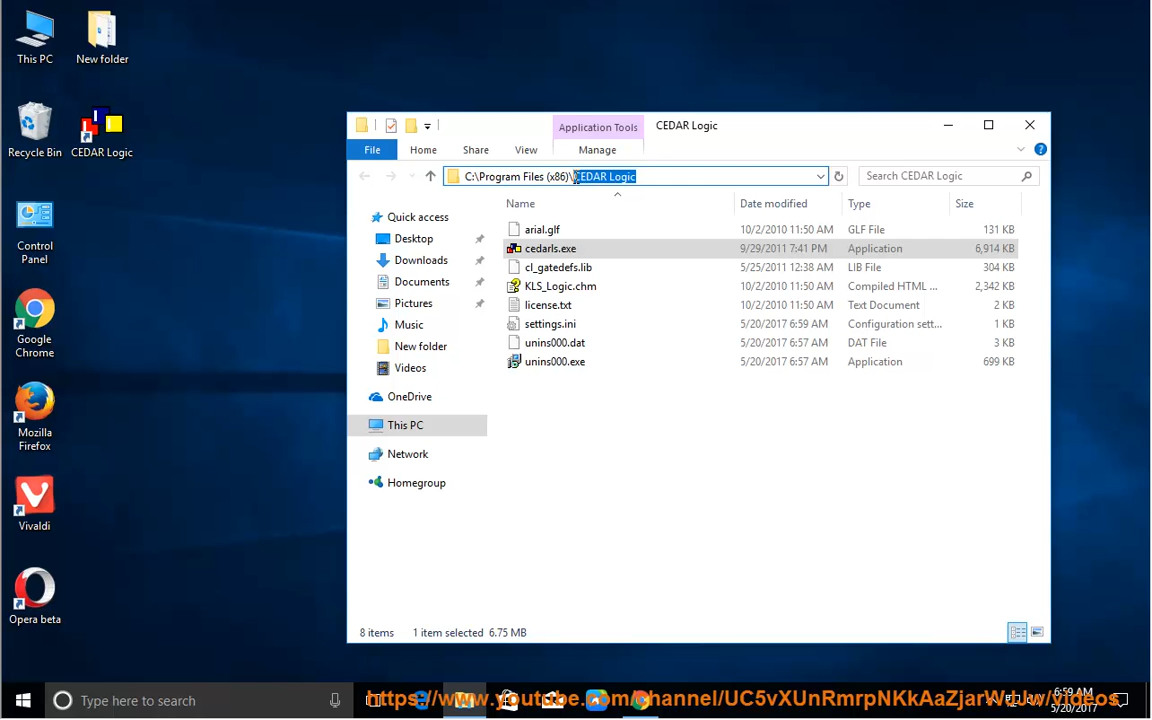 This PC
New folder
Recycle Bin
CEDAR Logic
Control Panel
Google Chrome
Mozilla Firefox
Vivaldi
Opera beta
Application Tools
CEDAR Logic
File
Home
Share
View
Manage
C:\Program Files (x86)\CEDAR Logic
Search CEDAR Logic
Quick access
Desktop
Downloads
Documents
Pictures
Music
New folder
Videos
OneDrive
This PC
Network
Homegroup
Name Date modified Type Size
arial.glf 10/2/2010 11:50 AM GLF File 131 KB
cedarls.exe 9/29/2011 7:41 PM Application 6,914 KB
cl_gatedefs.lib 5/25/2011 12:38 AM LIB File 304 KB
KLS_Logic.chm 10/2/2010 11:50 AM Compiled HTML ... 2,342 KB
license.txt 10/2/2010 11:50 AM Text Document 2 KB
settings.ini 5/20/2017 6:59 AM Configuration sett... 1 KB
unins000.dat 5/20/2017 6:57 AM DAT File 3 KB
unins000.exe 5/20/2017 6:57 AM Application 699 KB
8 items 1 item selected 6.75 MB
Type here to search
6:59 AM
5/20/2017